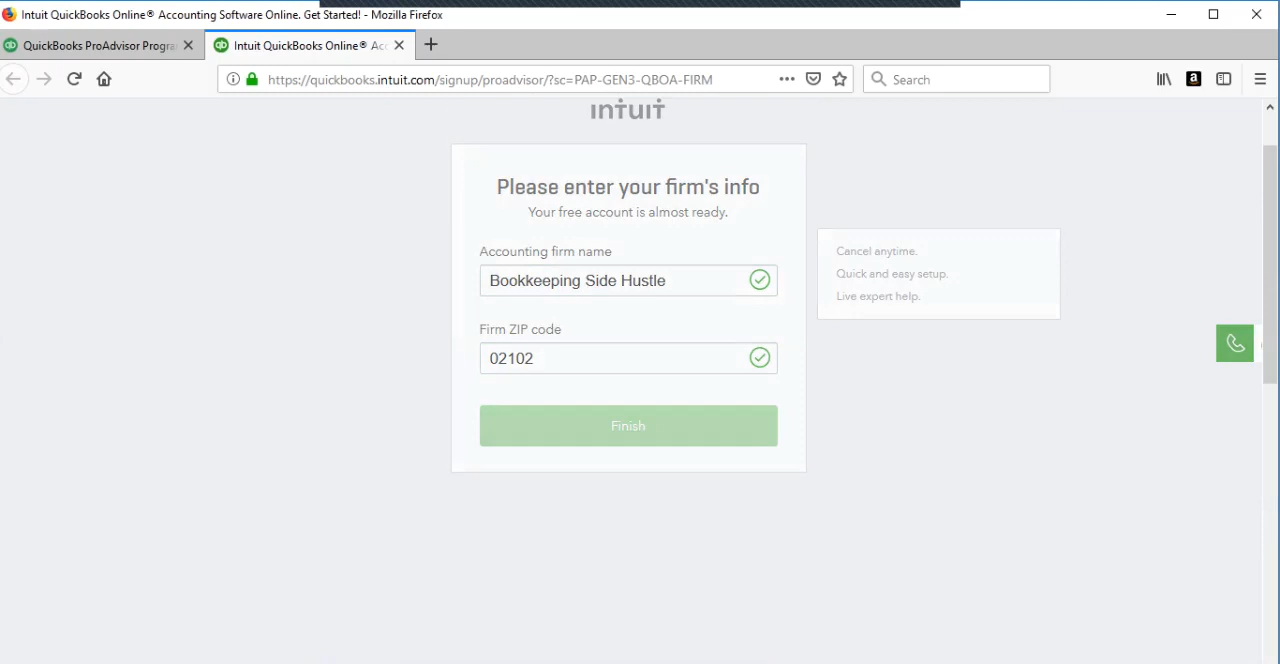 Intuit QuickBooks Online® Accounting Software Online. Get Started! - Mozilla Firefox
QuickBooks ProAdvisor Progra
Intuit QuickBooks Online® Acc
https://quickbooks.intuit.com/signup/proadvisor/?sc=PAP-GEN3-QBOA-FIRM
Search
intuit
Please enter your firm's info
Your free account is almost ready.
Accounting firm name
Bookkeeping Side Hustle
Firm ZIP code
02102
Finish
Cancel anytime.
Quick and easy setup.
Live expert help.